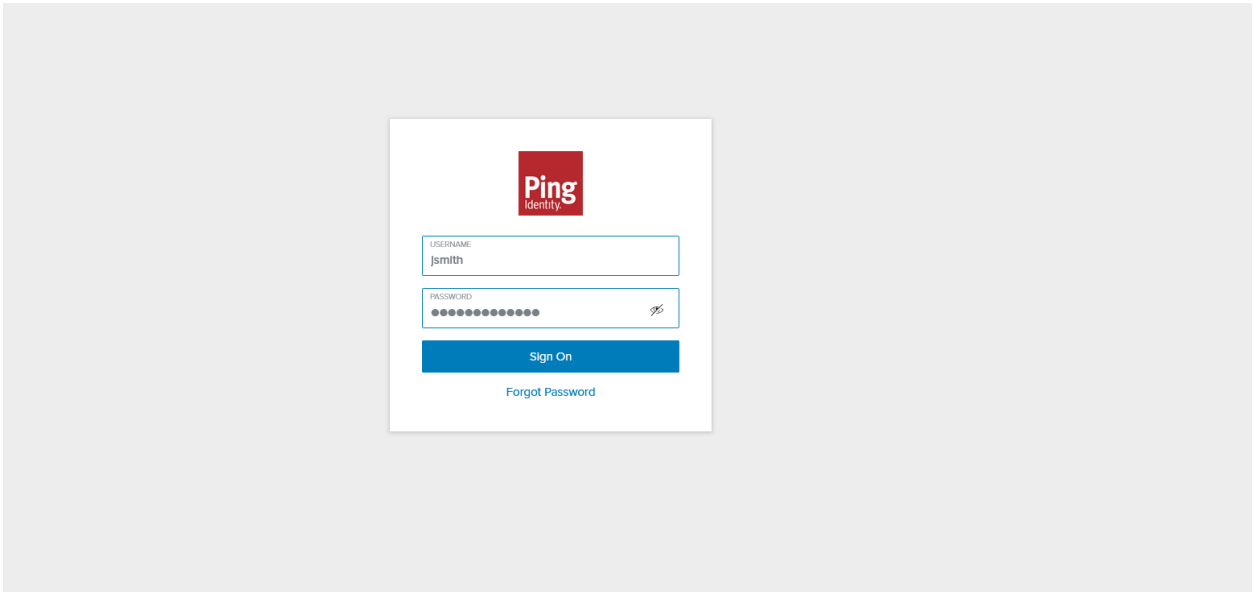 Ping
Identity.
USERNAME
jsmith
PASSWORD
●●●●●●●●●●●●●
Sign On
Forgot Password